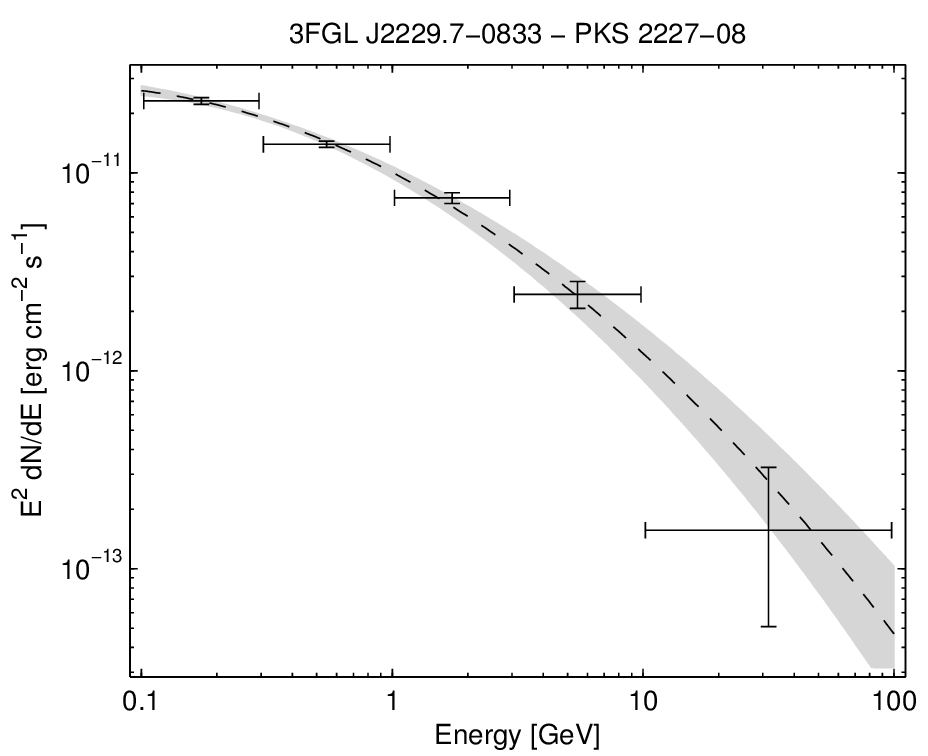 3FGL J2229.7−0833 − PKS 2227−08
E² dN/dE [erg cm⁻² s⁻¹]
10⁻¹¹
10⁻¹²
10⁻¹³
0.1 1 10 100
Energy [GeV]